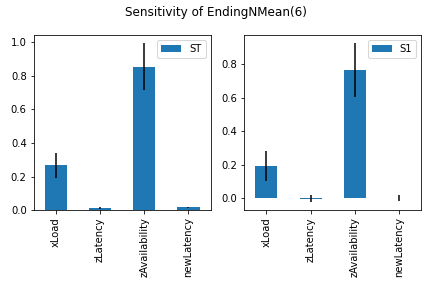 Sensitivity of EndingNMean(6)
ST
1.0
0.8
0.6
0.4
0.2
0.0
xLoad
zLatency
zAvailability
newLatency
S1
0.8
0.6
0.4
0.2
0.0
xLoad
zLatency
zAvailability
newLatency